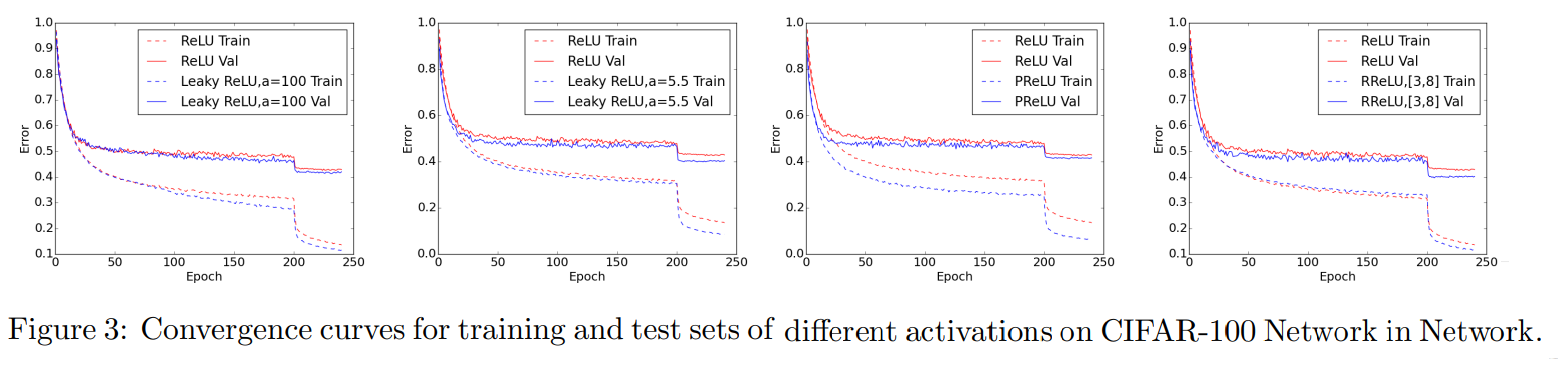 1.0
0.9
0.8
0.7
0.6
0.5
0.4
0.3
0.2
0.1
Error
0 50 100 150 200 250
Epoch
ReLU Train
ReLU Val
Leaky ReLU,a=100 Train
Leaky ReLU,a=100 Val
1.0
0.8
0.6
0.4
0.2
0.0
Error
0 50 100 150 200 250
Epoch
ReLU Train
ReLU Val
Leaky ReLU,a=5.5 Train
Leaky ReLU,a=5.5 Val
1.0
0.8
0.6
0.4
0.2
0.0
Error
0 50 100 150 200 250
Epoch
ReLU Train
ReLU Val
PReLU Train
PReLU Val
1.0
0.9
0.8
0.7
0.6
0.5
0.4
0.3
0.2
0.1
Error
0 50 100 150 200 250
Epoch
ReLU Train
ReLU Val
RReLU,[3,8] Train
RReLU,[3,8] Val
Figure 3: Convergence curves for training and test sets of different activations on CIFAR-100 Network in Network.